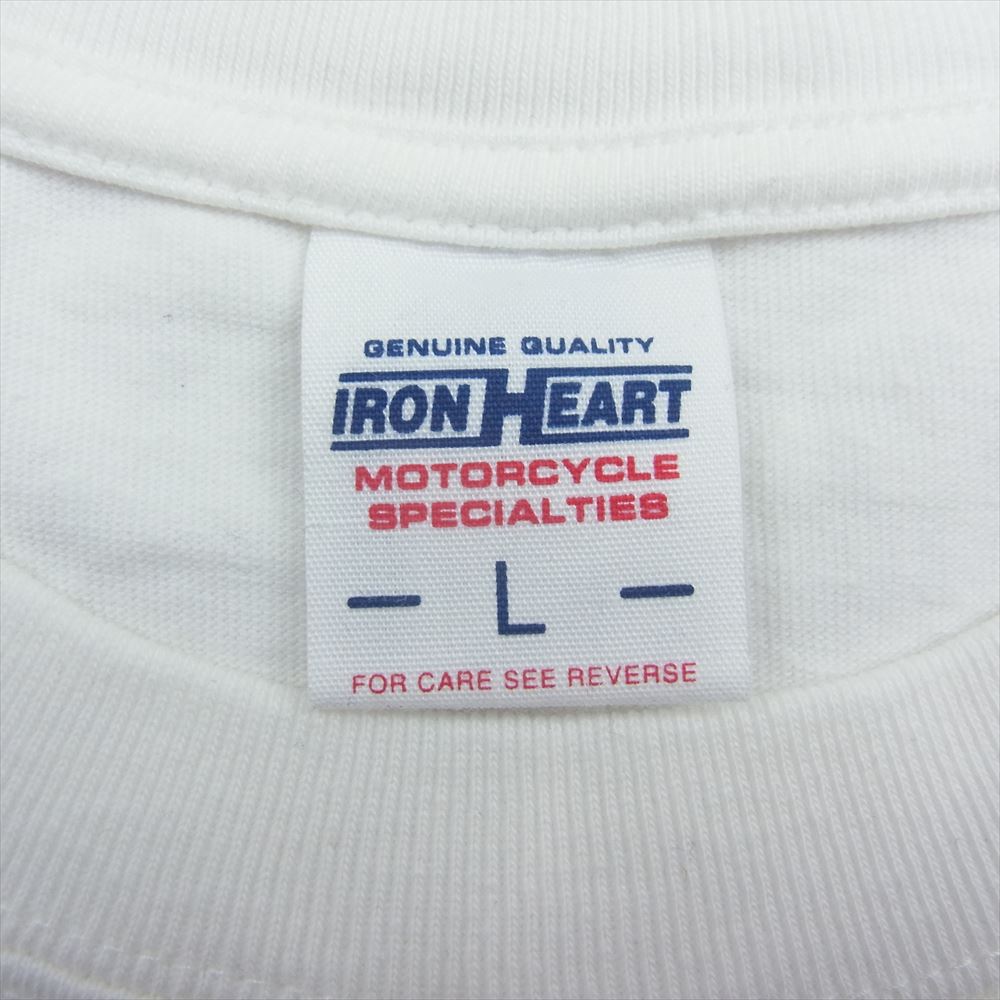 GENUINE QUALITY
IRON HEART
MOTORCYCLE
SPECIALTIES
– L –
FOR CARE SEE REVERSE